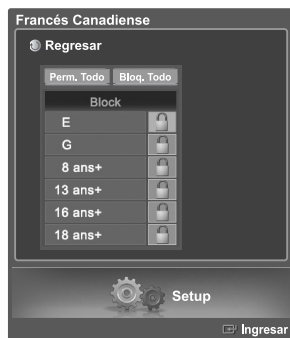 Francés Canadiense
Regresar
Perm. Todo Bloq. Todo
Block
E
G
8 ans+
13 ans+
16 ans+
18 ans+
Setup
Ingresar